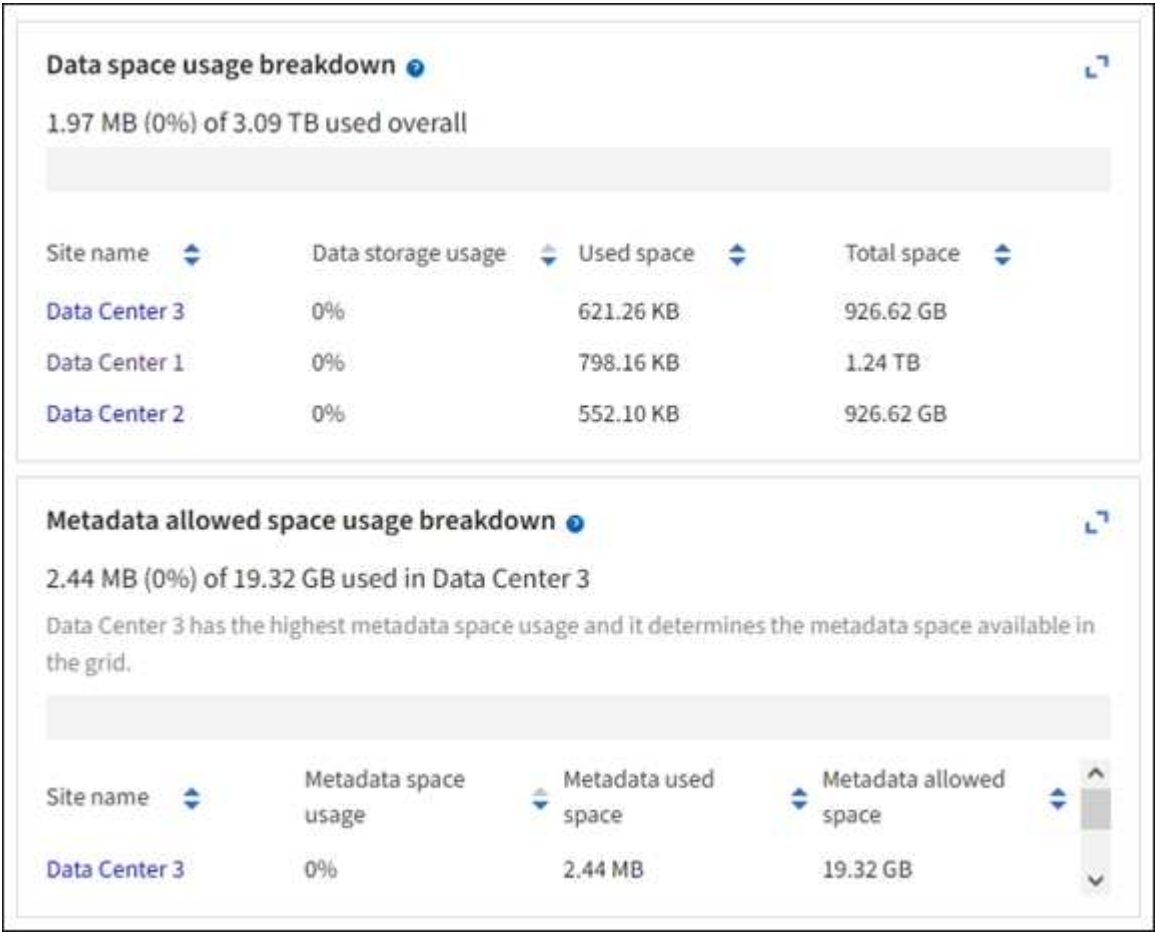 Data space usage breakdown
1.97 MB (0%) of 3.09 TB used overall
Site name Data storage usage Used space Total space
Data Center 3 0% 621.26 KB 926.62 GB
Data Center 1 0% 798.16 KB 1.24 TB
Data Center 2 0% 552.10 KB 926.62 GB
Metadata allowed space usage breakdown
2.44 MB (0%) of 19.32 GB used in Data Center 3
Data Center 3 has the highest metadata space usage and it determines the metadata space available in
the grid.
Site name Metadata space usage Metadata used space Metadata allowed space
Data Center 3 0% 2.44 MB 19.32 GB